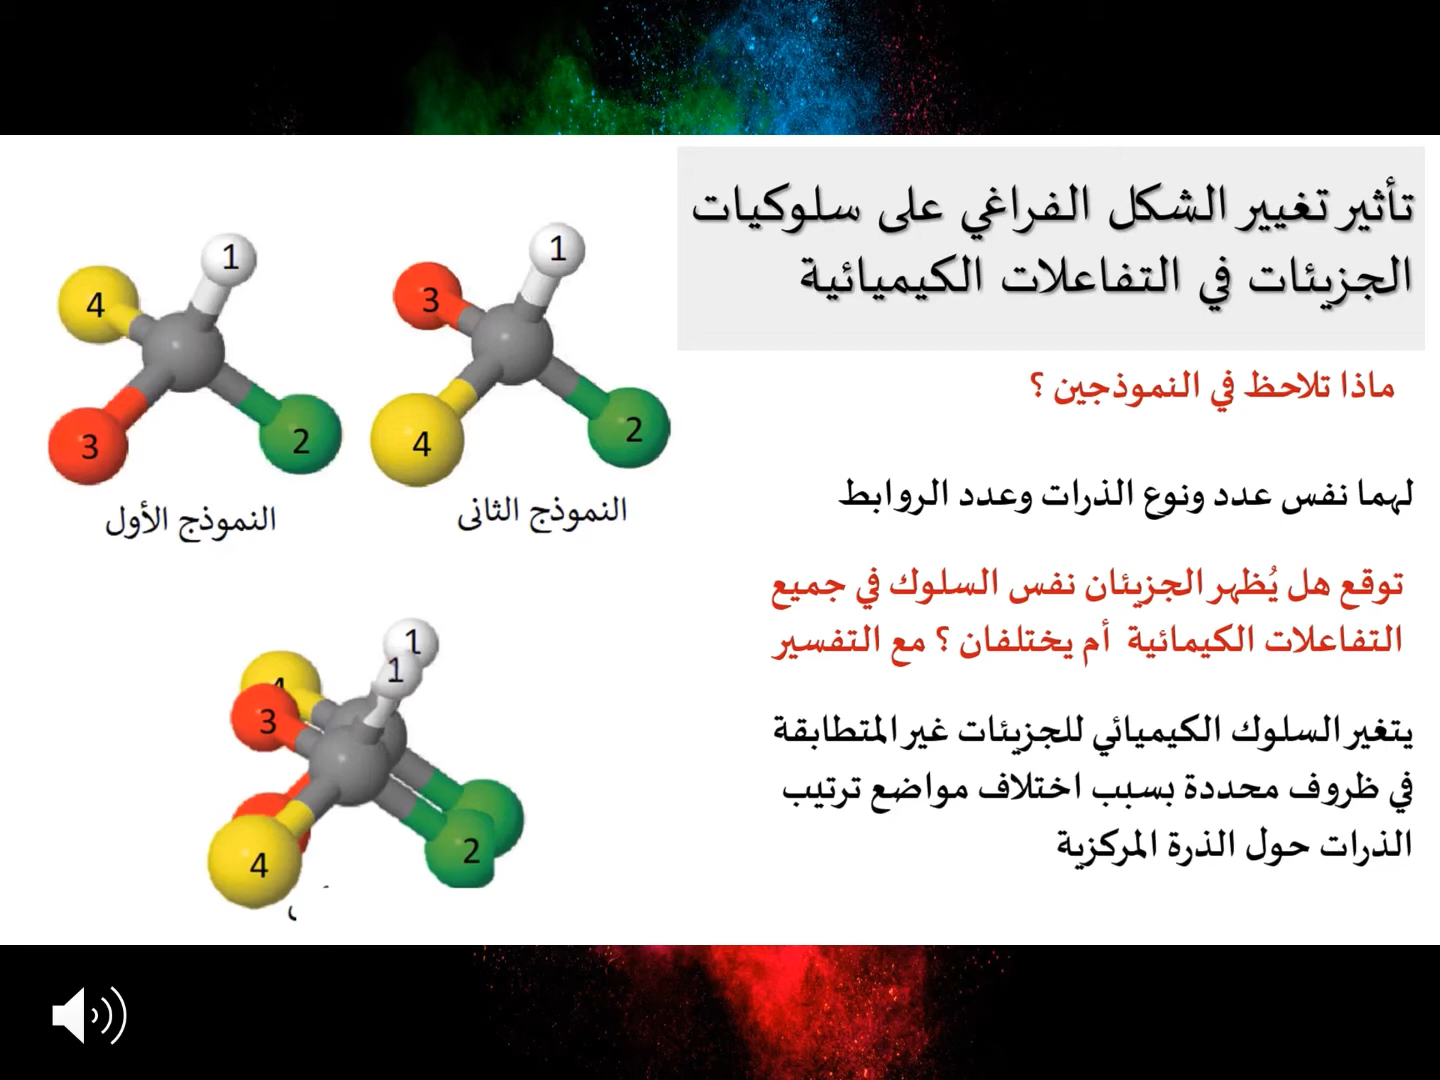 تأثير تغيير الشكل الفراغي على سلوكيات
الجزيئات في التفاعلات الكيميائية
ماذا تلاحظ في النموذجين ؟
لهما نفس عدد ونوع الذرات وعدد الروابط
توقع هل يُظهر الجزيئان نفس السلوك في جميع
التفاعلات الكيمائية أم يختلفان ؟ مع التفسير
يتغير السلوك الكيميائي للجزيئات غير المتطابقة
في ظروف محددة بسبب اختلاف مواضع ترتيب
الذرات حول الذرة المركزية
1
3
4
2
النموذج الثانى
1
4
3
2
النموذج الأول
1
1
4
3
4
2